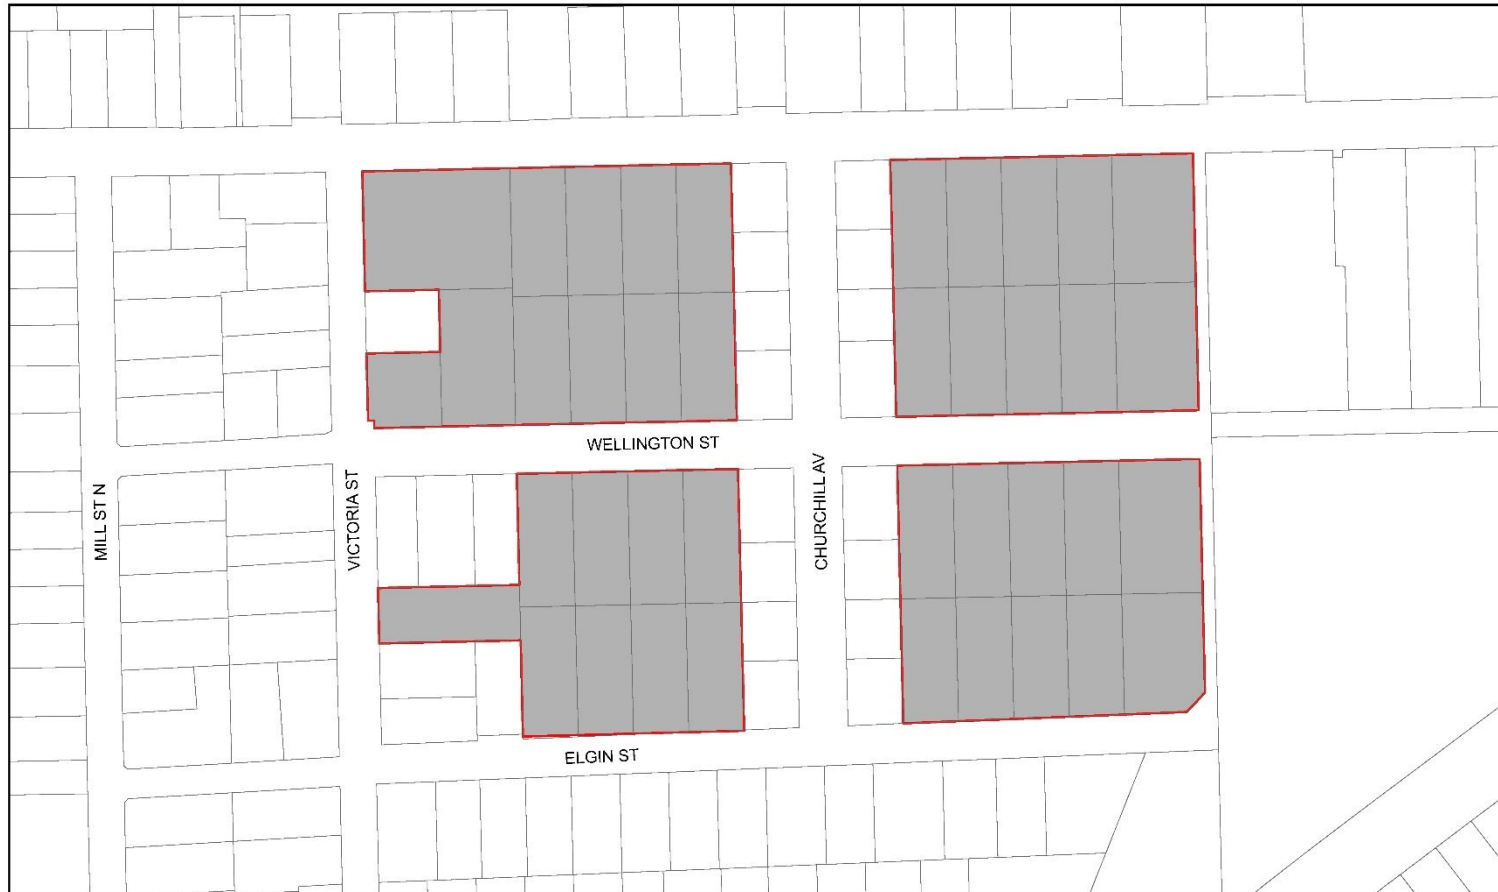 WELLINGTON ST
MILL ST N
VICTORIA ST
CHURCHILL AV
ELGIN ST